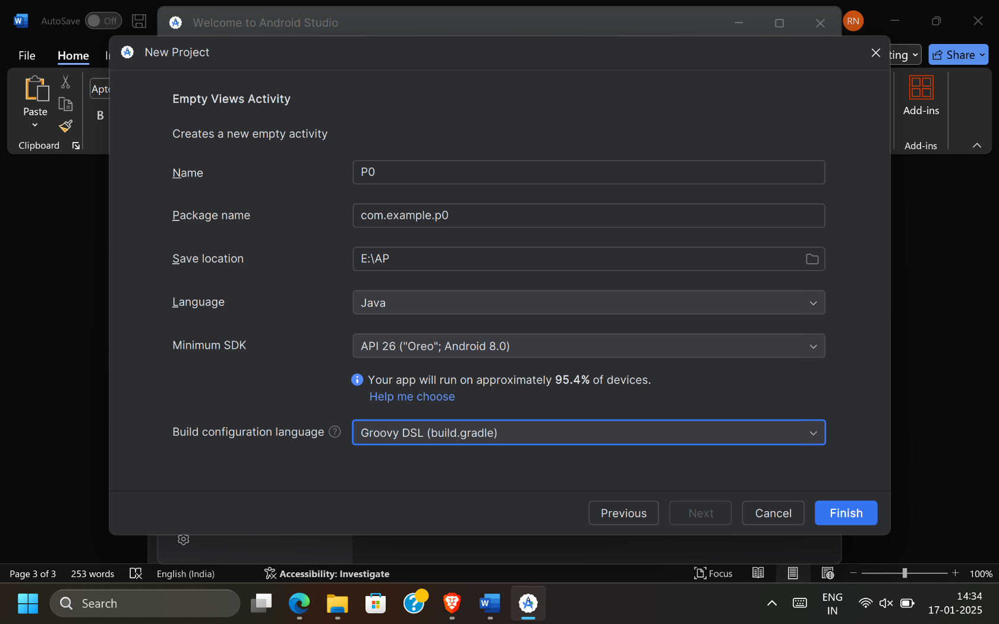 AutoSave Off
Welcome to Android Studio
RN
File Home
New Project
Share
Paste
B
Clipboard
Add-ins
Add-ins
Empty Views Activity
Creates a new empty activity
Name P0
Package name com.example.p0
Save location E:\AP
Language Java
Minimum SDK API 26 ("Oreo"; Android 8.0)
Your app will run on approximately 95.4% of devices.
Help me choose
Build configuration language ? Groovy DSL (build.gradle)
Previous Next Cancel Finish
Page 3 of 3 253 words English (India) Accessibility: Investigate Focus 100%
Search
ENG
IN
14:34
17-01-2025